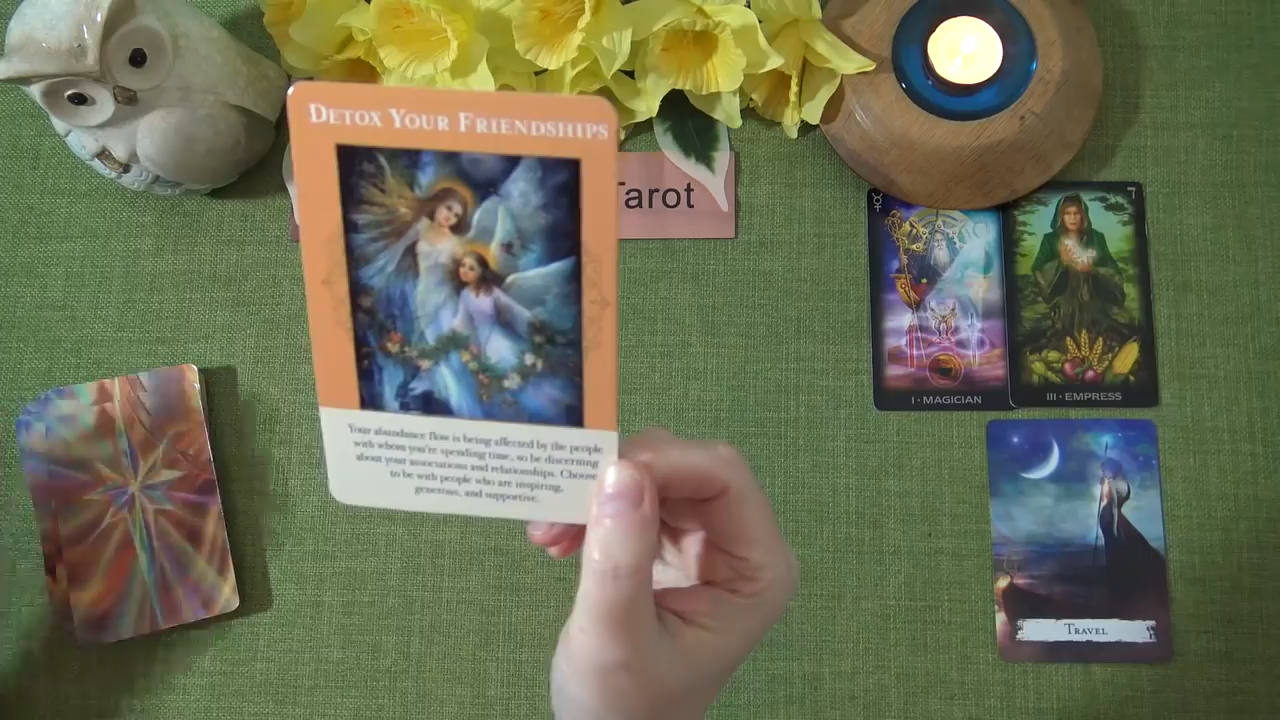 DETOX YOUR FRIENDSHIPS
Tarot
Your abundance flow is being affected by the people
with whom you're spending time, so be discerning
about your associations and relationships. Choose
to be with people who are inspiring,
generous, and supportive.
I · MAGICIAN
III · EMPRESS
TRAVEL